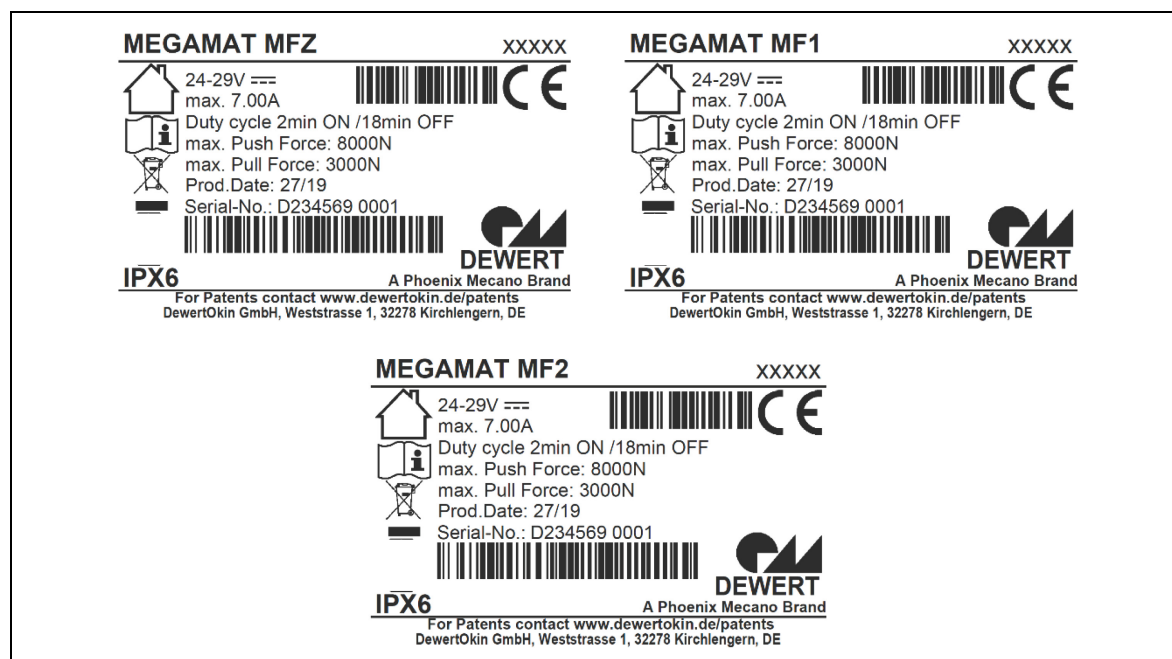 MEGAMAT MFZ XXXXX
24-29V
max. 7.00A
Duty cycle 2min ON /18min OFF
max. Push Force: 8000N
max. Pull Force: 3000N
Prod.Date: 27/19
Serial-No.: D234569 0001
DEWERT
IPX6 A Phoenix Mecano Brand
For Patents contact www.dewertokin.de/patents
DewertOkin GmbH, Weststrasse 1, 32278 Kirchlengern, DE
MEGAMAT MF1 XXXXX
24-29V
max. 7.00A
Duty cycle 2min ON /18min OFF
max. Push Force: 8000N
max. Pull Force: 3000N
Prod.Date: 27/19
Serial-No.: D234569 0001
DEWERT
IPX6 A Phoenix Mecano Brand
For Patents contact www.dewertokin.de/patents
DewertOkin GmbH, Weststrasse 1, 32278 Kirchlengern, DE
MEGAMAT MF2 XXXXX
24-29V
max. 7.00A
Duty cycle 2min ON /18min OFF
max. Push Force: 8000N
max. Pull Force: 3000N
Prod.Date: 27/19
Serial-No.: D234569 0001
DEWERT
IPX6 A Phoenix Mecano Brand
For Patents contact www.dewertokin.de/patents
DewertOkin GmbH, Weststrasse 1, 32278 Kirchlengern, DE